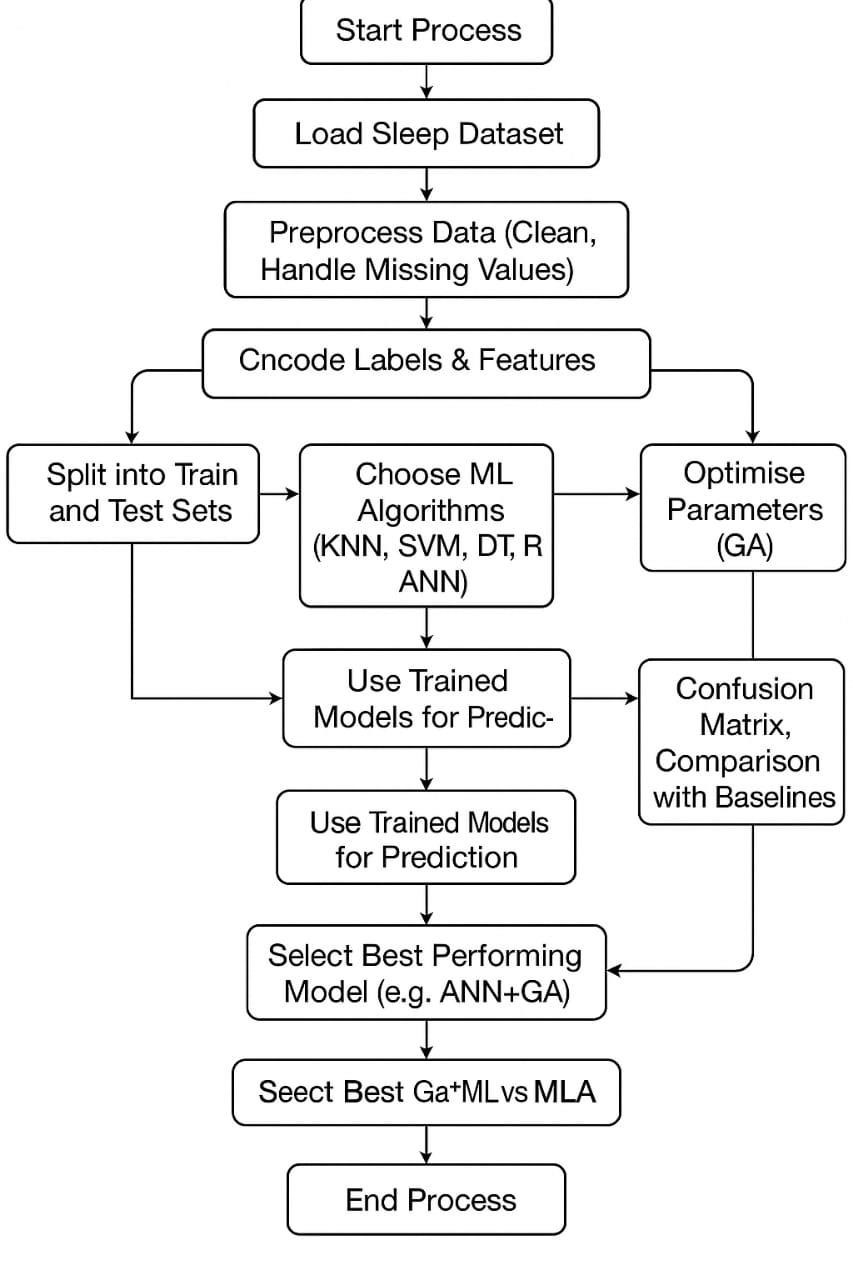 Start Process
Load Sleep Dataset
Preprocess Data (Clean,
Handle Missing Values)
Cncode Labels & Features
Split into Train
and Test Sets
Choose ML
Algorithms
(KNN, SVM, DT, R
ANN)
Optimise
Parameters
(GA)
Use Trained
Models for Predic-
Confusion
Matrix,
Comparison
with Baselines
Use Trained Models
for Prediction
Select Best Performing
Model (e.g. ANN+GA)
Seect Best Ga⁺ML vs MLA
End Process